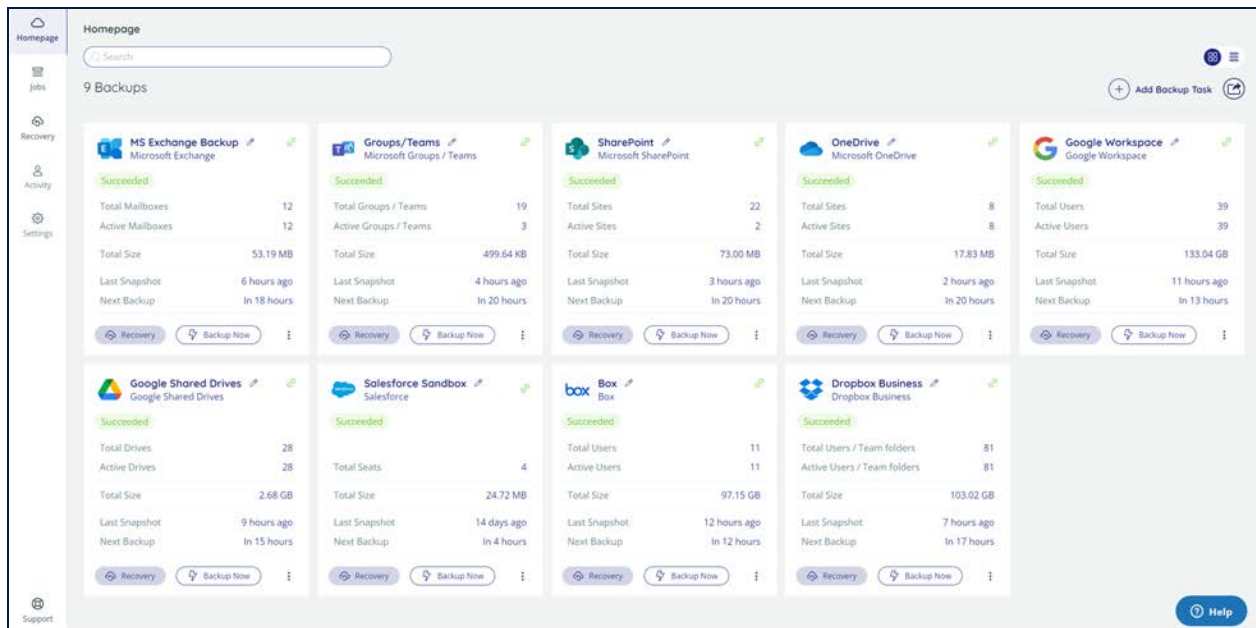 Homepage
Jobs
Recovery
Activity
Settings
Support
Homepage
Search
9 Backups
Add Backup Task
MS Exchange Backup
Microsoft Exchange
Succeeded
Total Mailboxes 12
Active Mailboxes 12
Total Size 53.19 MB
Last Snapshot 6 hours ago
Next Backup In 18 hours
Recovery Backup Now
Groups/Teams
Microsoft Groups / Teams
Succeeded
Total Groups / Teams 19
Active Groups / Teams 3
Total Size 499.64 KB
Last Snapshot 4 hours ago
Next Backup In 20 hours
Recovery Backup Now
SharePoint
Microsoft SharePoint
Succeeded
Total Sites 22
Active Sites 2
Total Size 73.00 MB
Last Snapshot 3 hours ago
Next Backup In 20 hours
Recovery Backup Now
OneDrive
Microsoft OneDrive
Succeeded
Total Sites 8
Active Sites 8
Total Size 17.83 MB
Last Snapshot 2 hours ago
Next Backup In 20 hours
Recovery Backup Now
Google Workspace
Google Workspace
Succeeded
Total Users 39
Active Users 39
Total Size 133.04 GB
Last Snapshot 11 hours ago
Next Backup In 13 hours
Recovery Backup Now
Google Shared Drives
Google Shared Drives
Succeeded
Total Drives 28
Active Drives 28
Total Size 2.68 GB
Last Snapshot 9 hours ago
Next Backup In 15 hours
Recovery Backup Now
Salesforce Sandbox
Salesforce
Succeeded
Total Seats 4
Total Size 24.72 MB
Last Snapshot 14 days ago
Next Backup In 4 hours
Recovery Backup Now
box Box
Box
Succeeded
Total Users 11
Active Users 11
Total Size 97.15 GB
Last Snapshot 12 hours ago
Next Backup In 12 hours
Recovery Backup Now
Dropbox Business
Dropbox Business
Succeeded
Total Users / Team folders 81
Active Users / Team folders 81
Total Size 103.02 GB
Last Snapshot 7 hours ago
Next Backup In 17 hours
Recovery Backup Now
Help